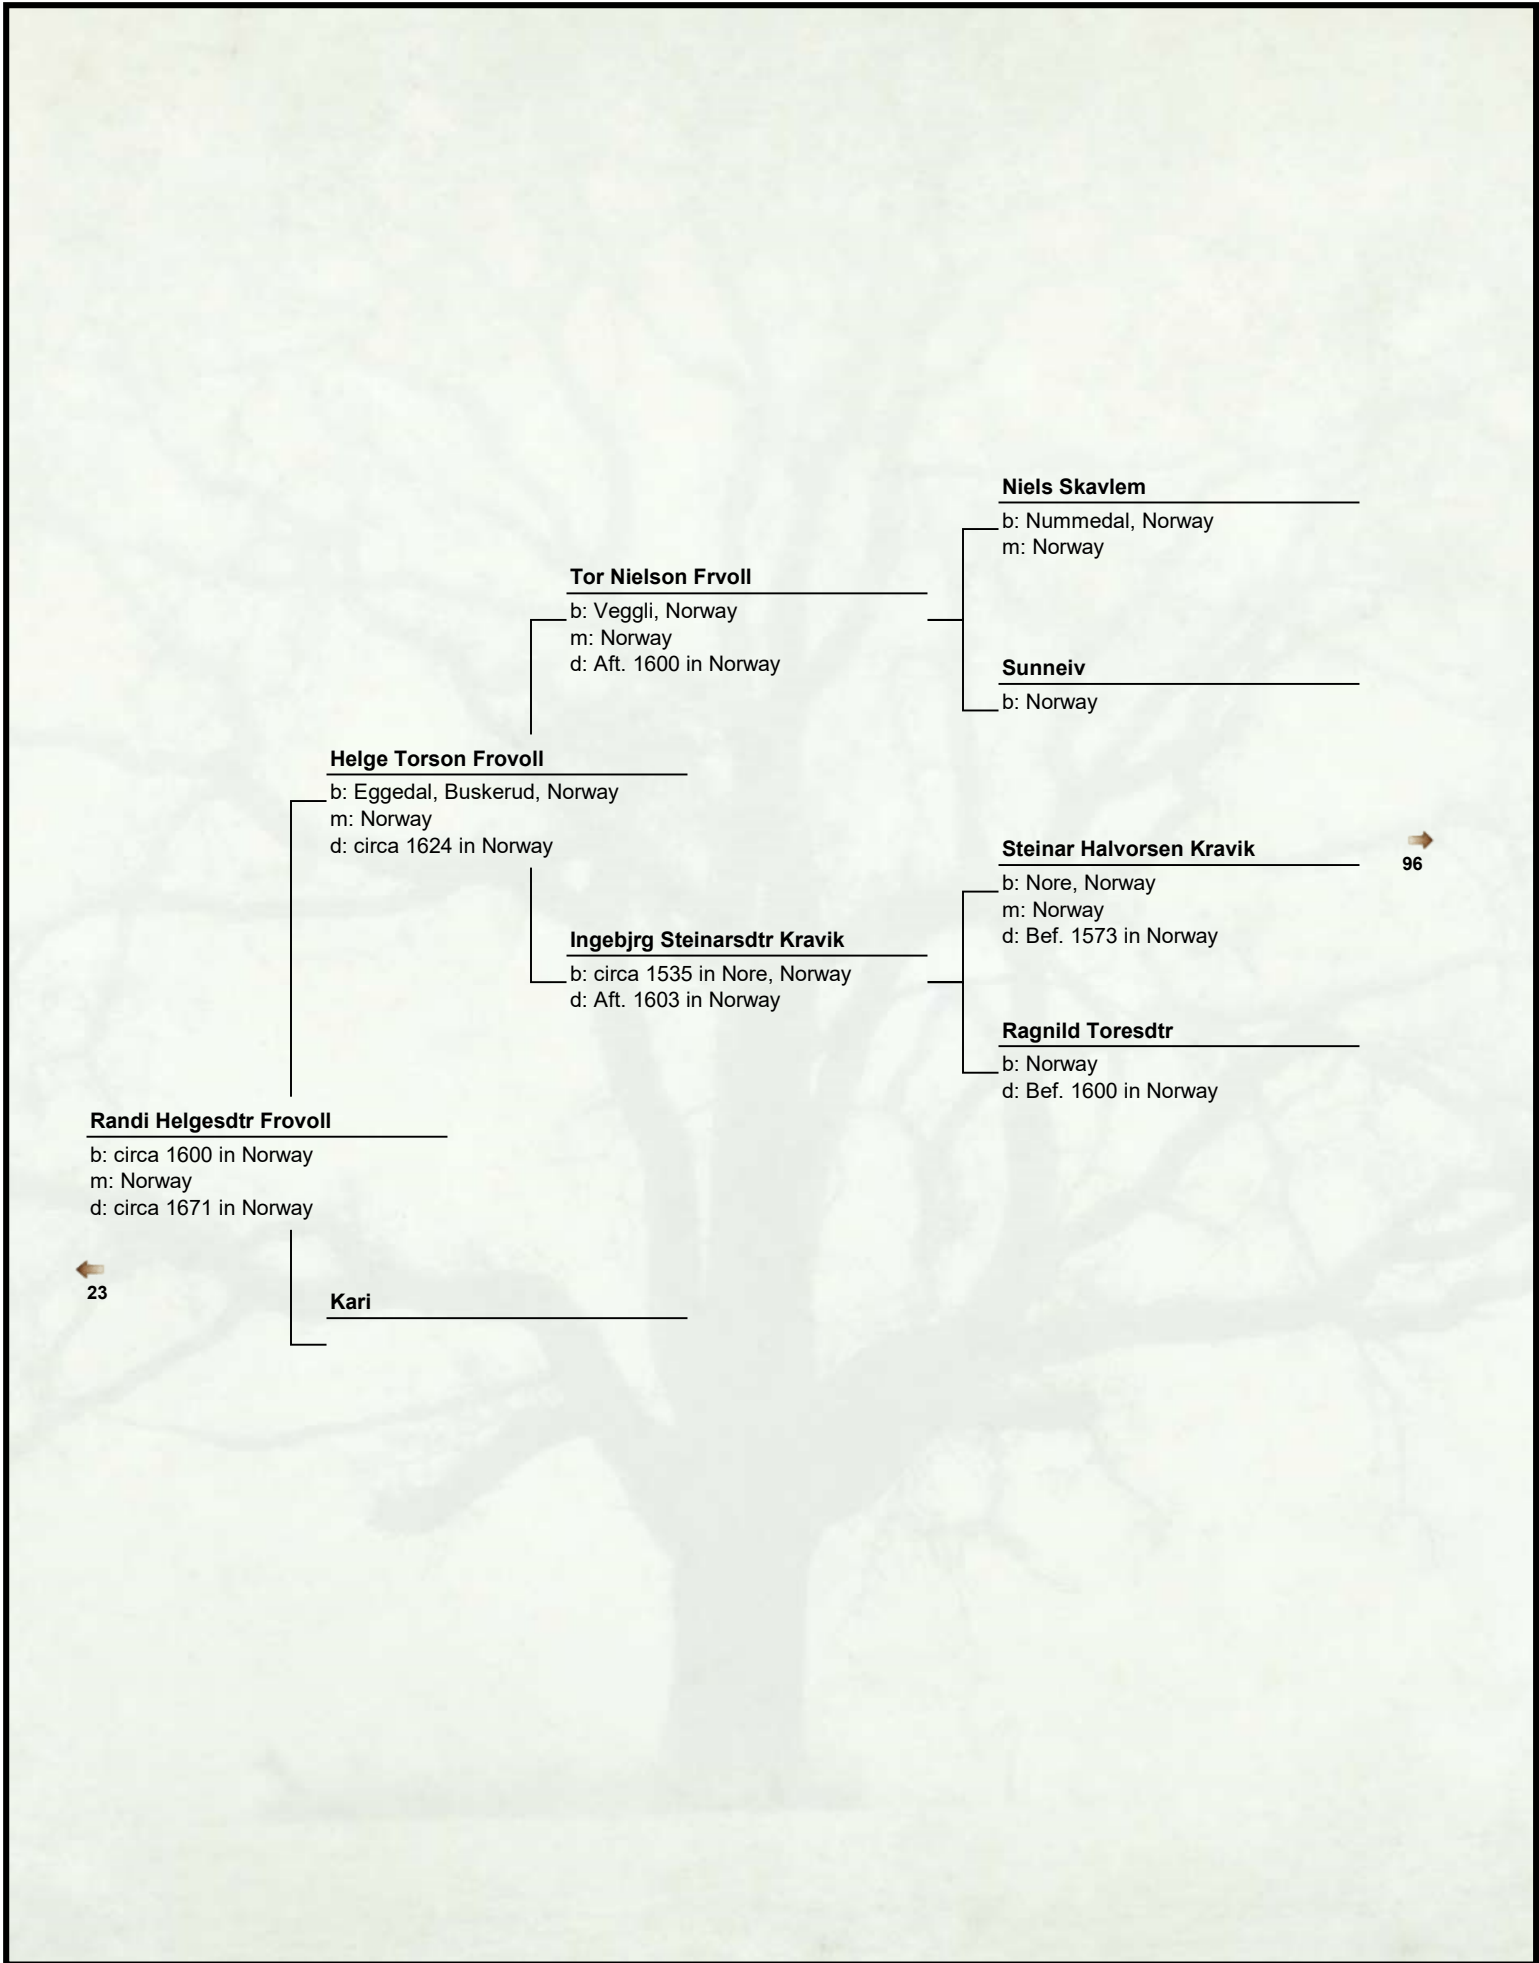 Niels Skavlem
b: Nummedal, Norway
m: Norway
Tor Nielson Frvoll
b: Veggli, Norway
m: Norway
d: Aft. 1600 in Norway
Sunneiv
b: Norway
Helge Torson Frovoll
b: Eggedal, Buskerud, Norway
m: Norway
d: circa 1624 in Norway
Steinar Halvorsen Kravik
96
b: Nore, Norway
m: Norway
d: Bef. 1573 in Norway
Ingebjrg Steinarsdtr Kravik
b: circa 1535 in Nore, Norway
d: Aft. 1603 in Norway
Ragnild Toresdtr
b: Norway
d: Bef. 1600 in Norway
Randi Helgesdtr Frovoll
b: circa 1600 in Norway
m: Norway
d: circa 1671 in Norway
23
Kari